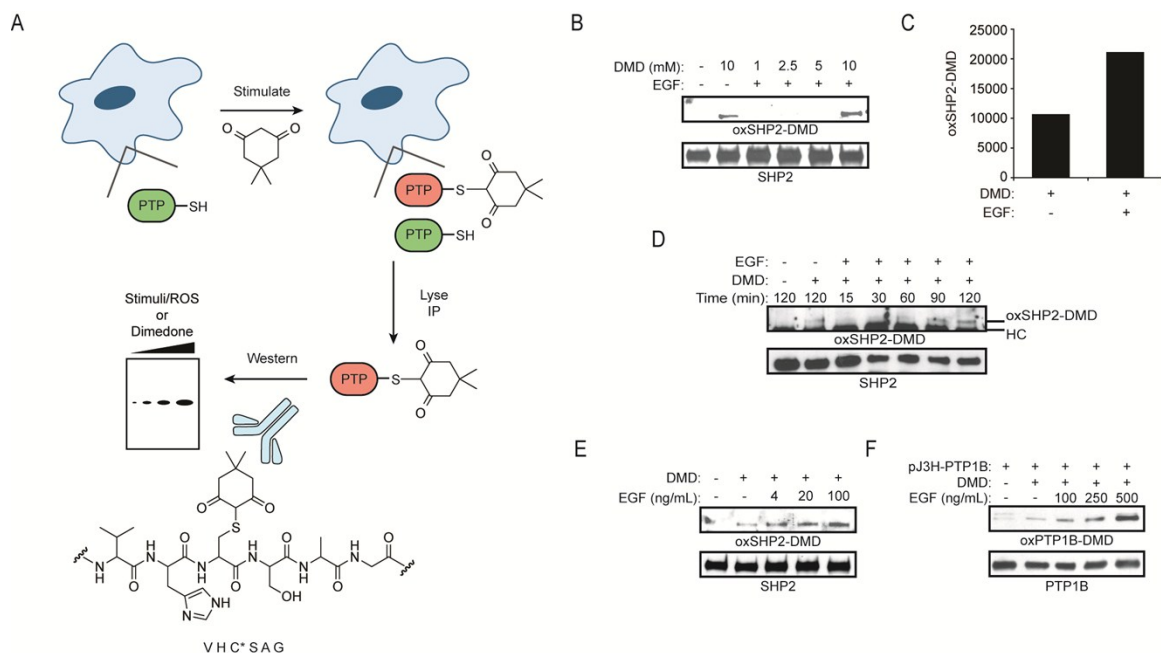 A
Stimulate
O
O
PTP
SH
PTP
S
O
O
PTP
SH
Lyse
IP
PTP
S
O
O
Western
Stimuli/ROS
or
Dimedone
O
O
S
H
N
O
H
N
O
H
N
O
H
N
O
H
N
O
H
N
O
N
NH
OH
V H C* S A G
B
DMD (mM): - 10 1 2.5 5 10
EGF: - - + + + +
oxSHP2-DMD
SHP2
C
oxSHP2-DMD
25000
20000
15000
10000
5000
0
DMD: + +
EGF: - +
D
EGF: - - + + + + +
DMD: - + + + + + +
Time (min): 120 120 15 30 60 90 120
oxSHP2-DMD
HC
oxSHP2-DMD
SHP2
E
DMD: - + + + +
EGF (ng/mL): - - 4 20 100
oxSHP2-DMD
SHP2
F
pJ3H-PTP1B: + + + + +
DMD: - + + + +
EGF (ng/mL): - - 100 250 500
oxPTP1B-DMD
PTP1B